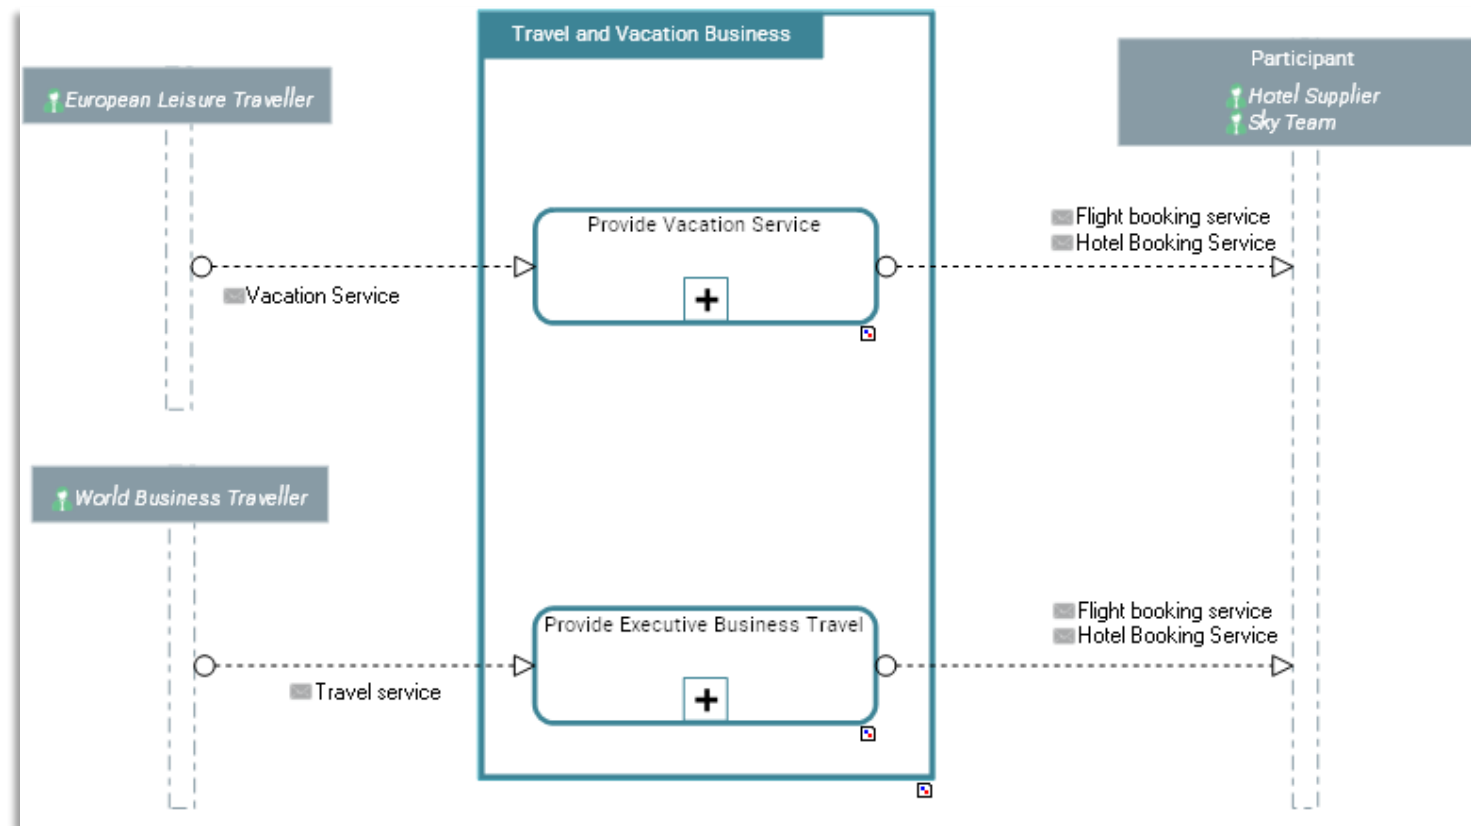 Travel and Vacation Business
European Leisure Traveller
Participant
Hotel Supplier
Sky Team
Provide Vacation Service
Flight booking service
Hotel Booking Service
Vacation Service
World Business Traveller
Provide Executive Business Travel
Flight booking service
Hotel Booking Service
Travel service